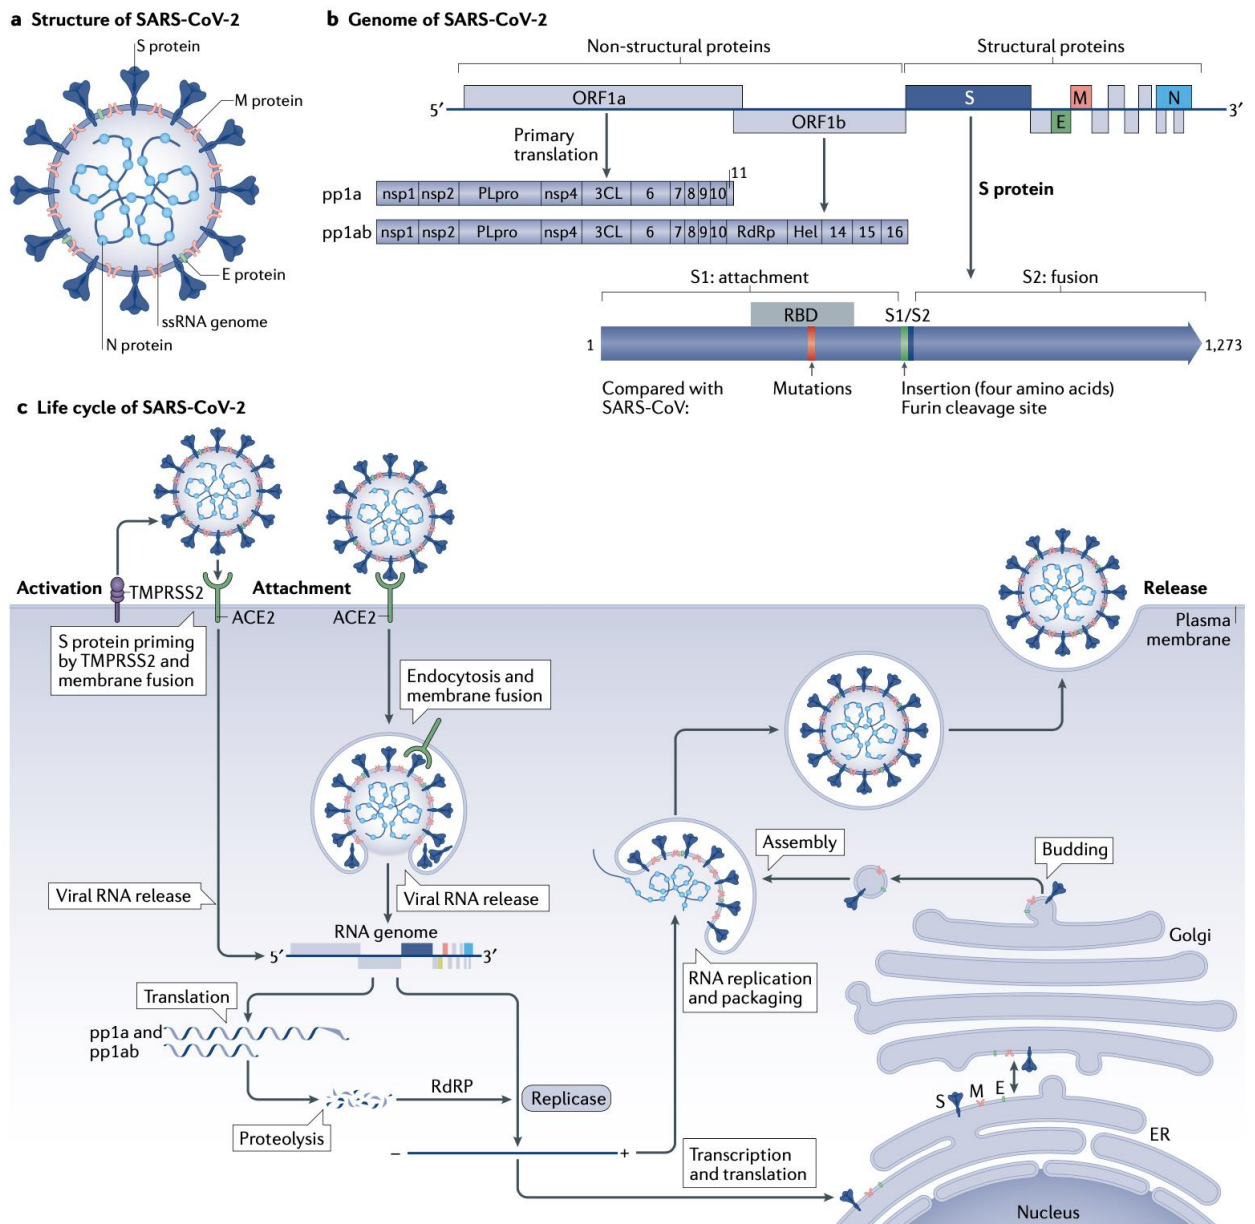 a Structure of SARS-CoV-2
S protein
M protein
E protein
ssRNA genome
N protein
b Genome of SARS-CoV-2
Non-structural proteins
Structural proteins
5′
ORF1a
ORF1b
S
E
M
N
3′
Primary
translation
11
pp1a
nsp1 nsp2 PLpro nsp4 3CL 6 7 8 9 10
pp1ab
nsp1 nsp2 PLpro nsp4 3CL 6 7 8 9 10 RdRp Hel 14 15 16
S protein
S1: attachment
S2: fusion
RBD
S1/S2
1
1,273
Compared with
SARS-CoV:
Mutations
Insertion (four amino acids)
Furin cleavage site
c Life cycle of SARS-CoV-2
Activation
TMPRSS2
ACE2
Attachment
ACE2
S protein priming
by TMPRSS2 and
membrane fusion
Endocytosis and
membrane fusion
Release
Plasma
membrane
Viral RNA release
Viral RNA release
RNA genome
5′
3′
Translation
pp1a and
pp1ab
Proteolysis
RdRP
Replicase
–
+
RNA replication
and packaging
Assembly
Budding
Golgi
S
M
E
ER
Transcription
and translation
Nucleus